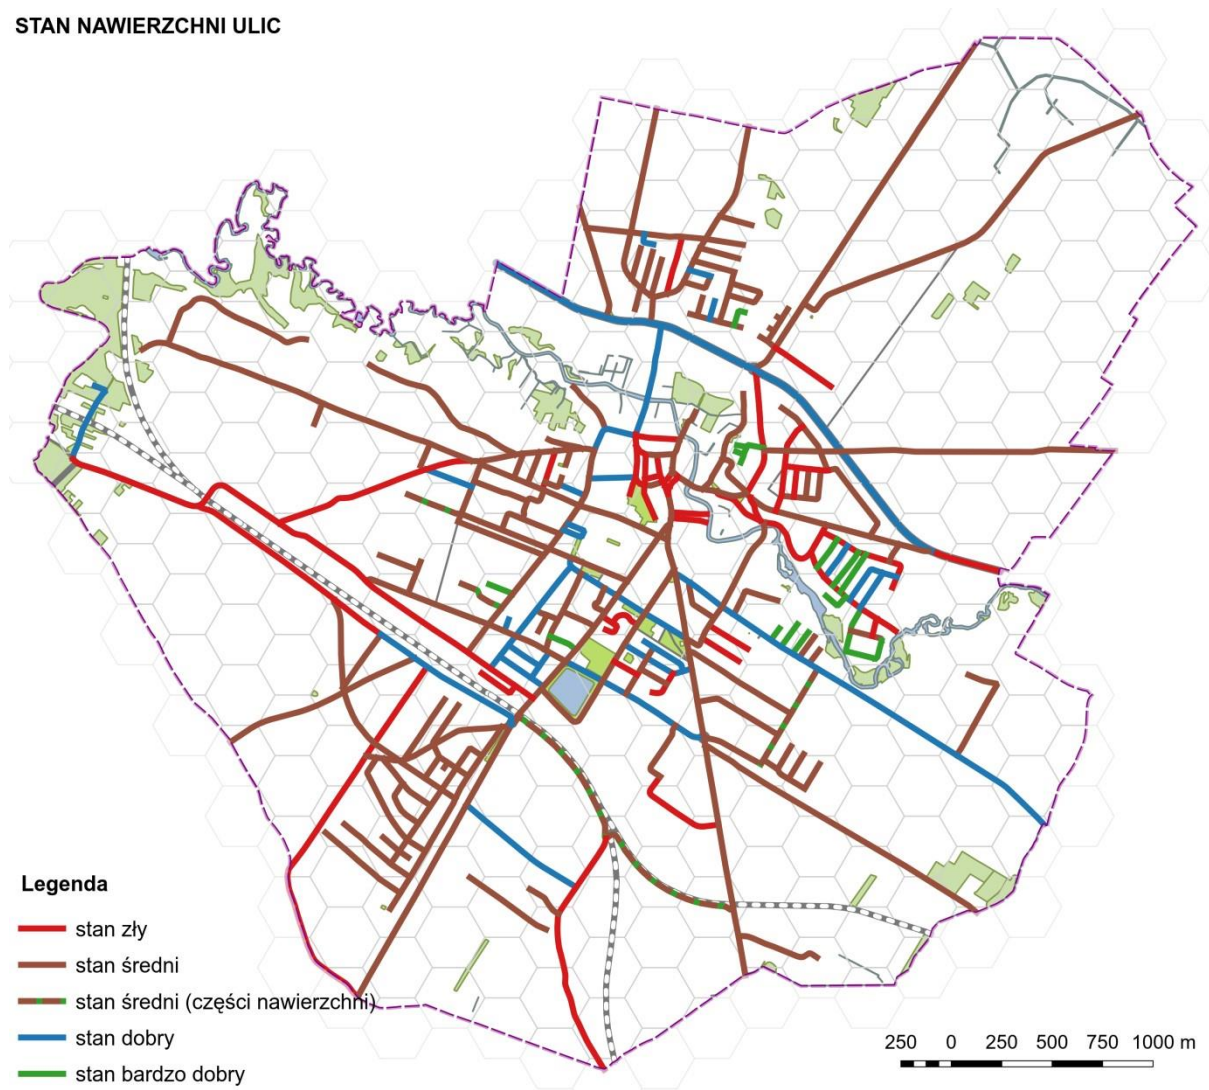 STAN NAWIERZCHNI ULIC
Legenda
stan zły
stan średni
stan średni (części nawierzchni)
stan dobry
stan bardzo dobry
250 0 250 500 750 1000 m